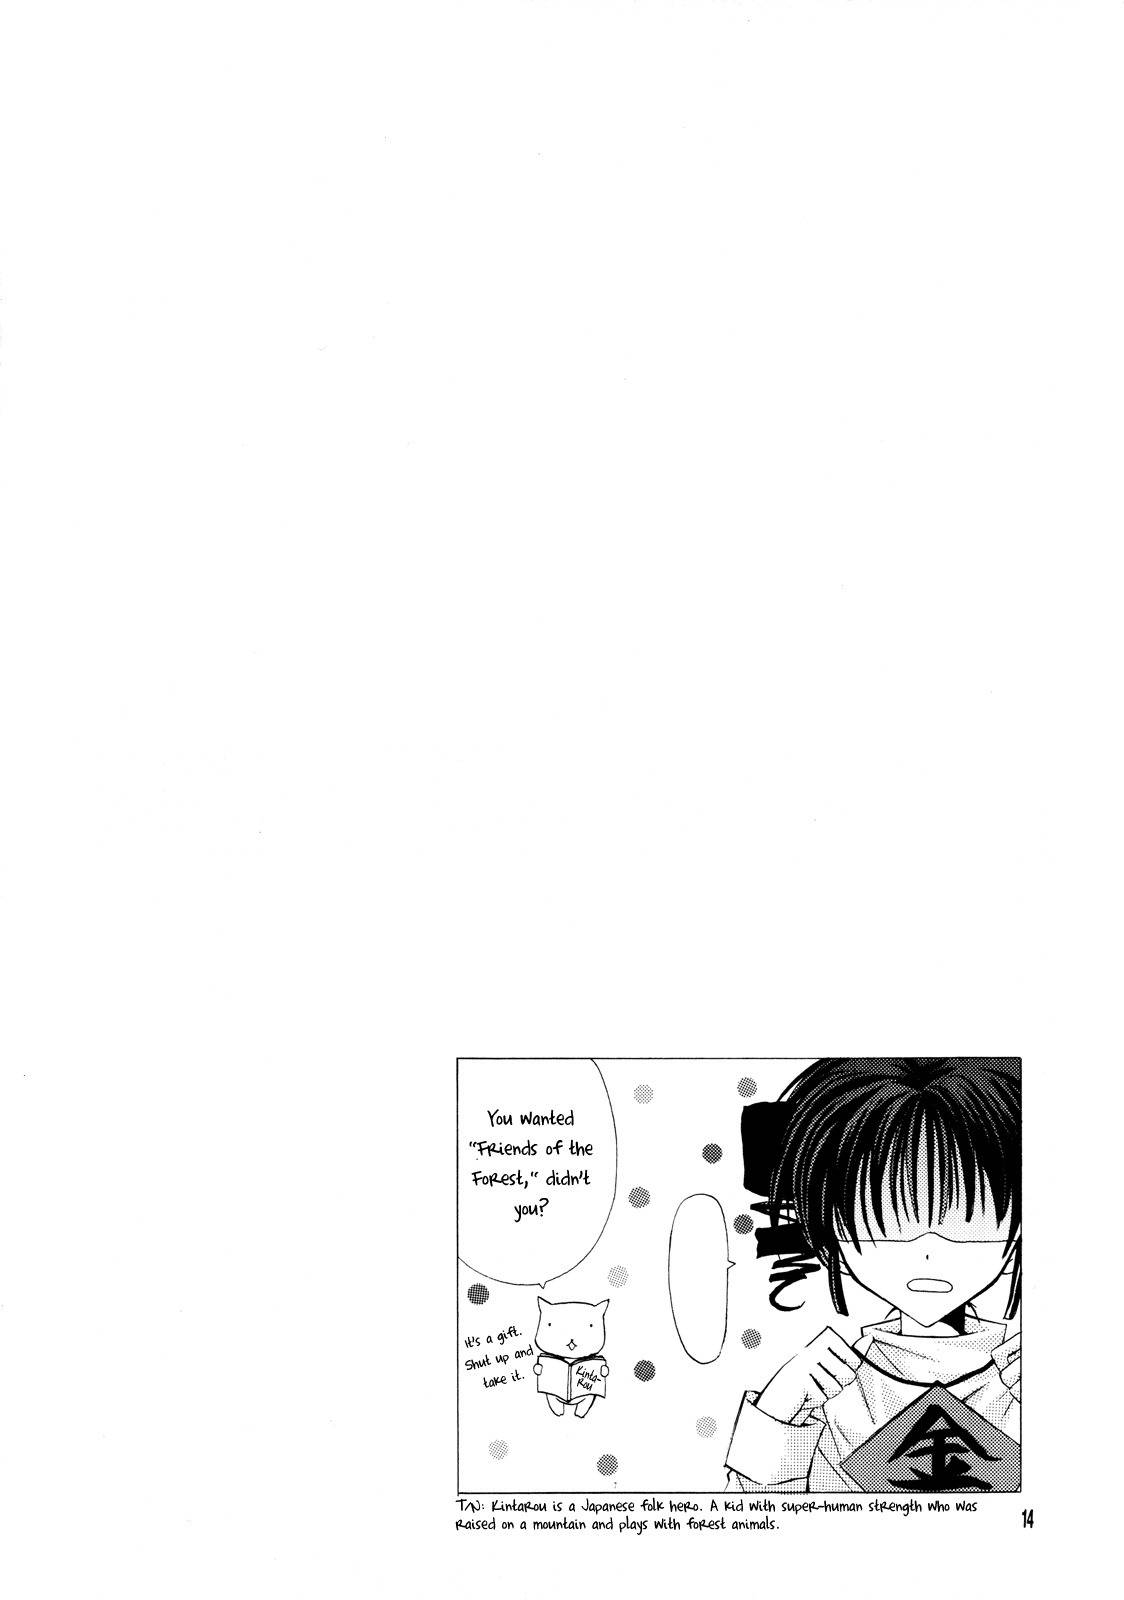 You wanted
"Friends of the
Forest," didn't
you?
It's a gift.
Shut up and
take it.
Kinta-
Rou
金
T/N: Kintarou is a Japanese folk hero. A kid with super-human strength who was
raised on a mountain and plays with forest animals.
14